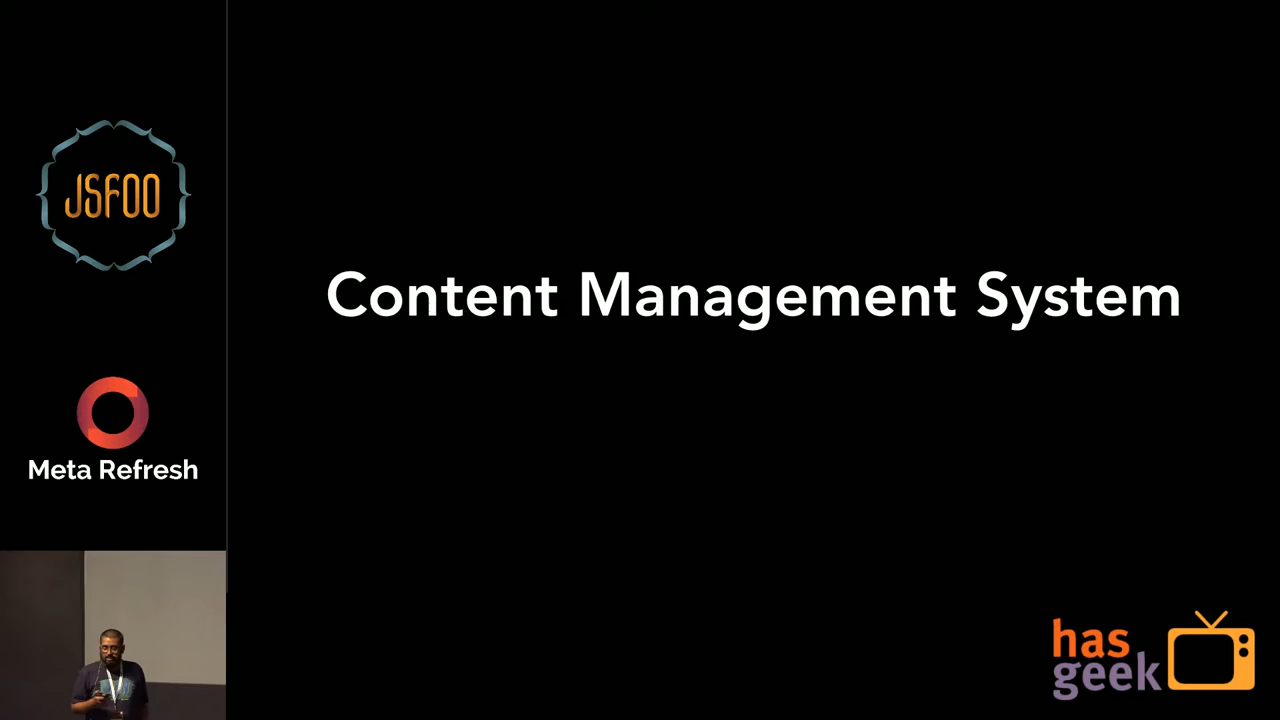 JSFOO
Meta Refresh
Content Management System
has
geek